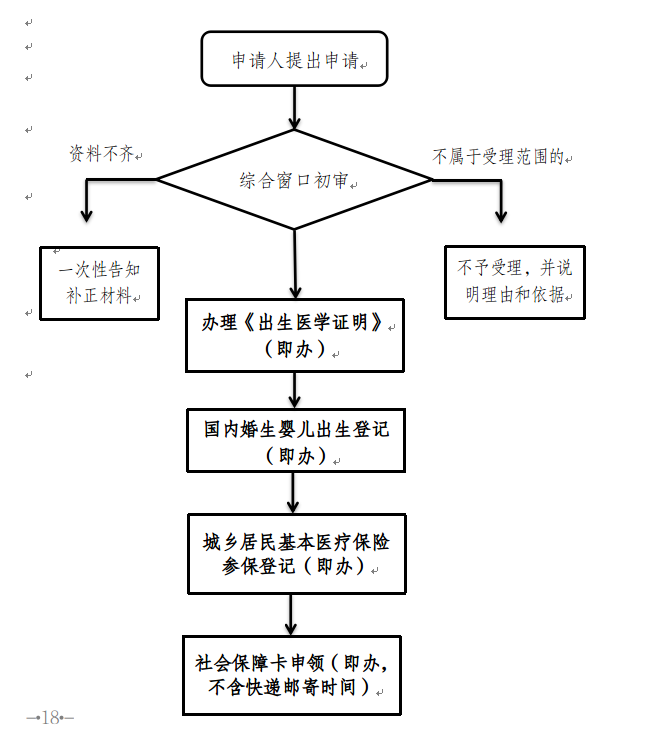 申请人提出申请
资料不齐
不属于受理范围的
综合窗口初审
一次性告知
补正材料
不予受理，并说
明理由和依据
办理《出生医学证明》
（即办）
国内婚生婴儿出生登记
（即办）
城乡居民基本医疗保险
参保登记（即办）
社会保障卡申领（即办，
不含快递邮寄时间）
—•18•—